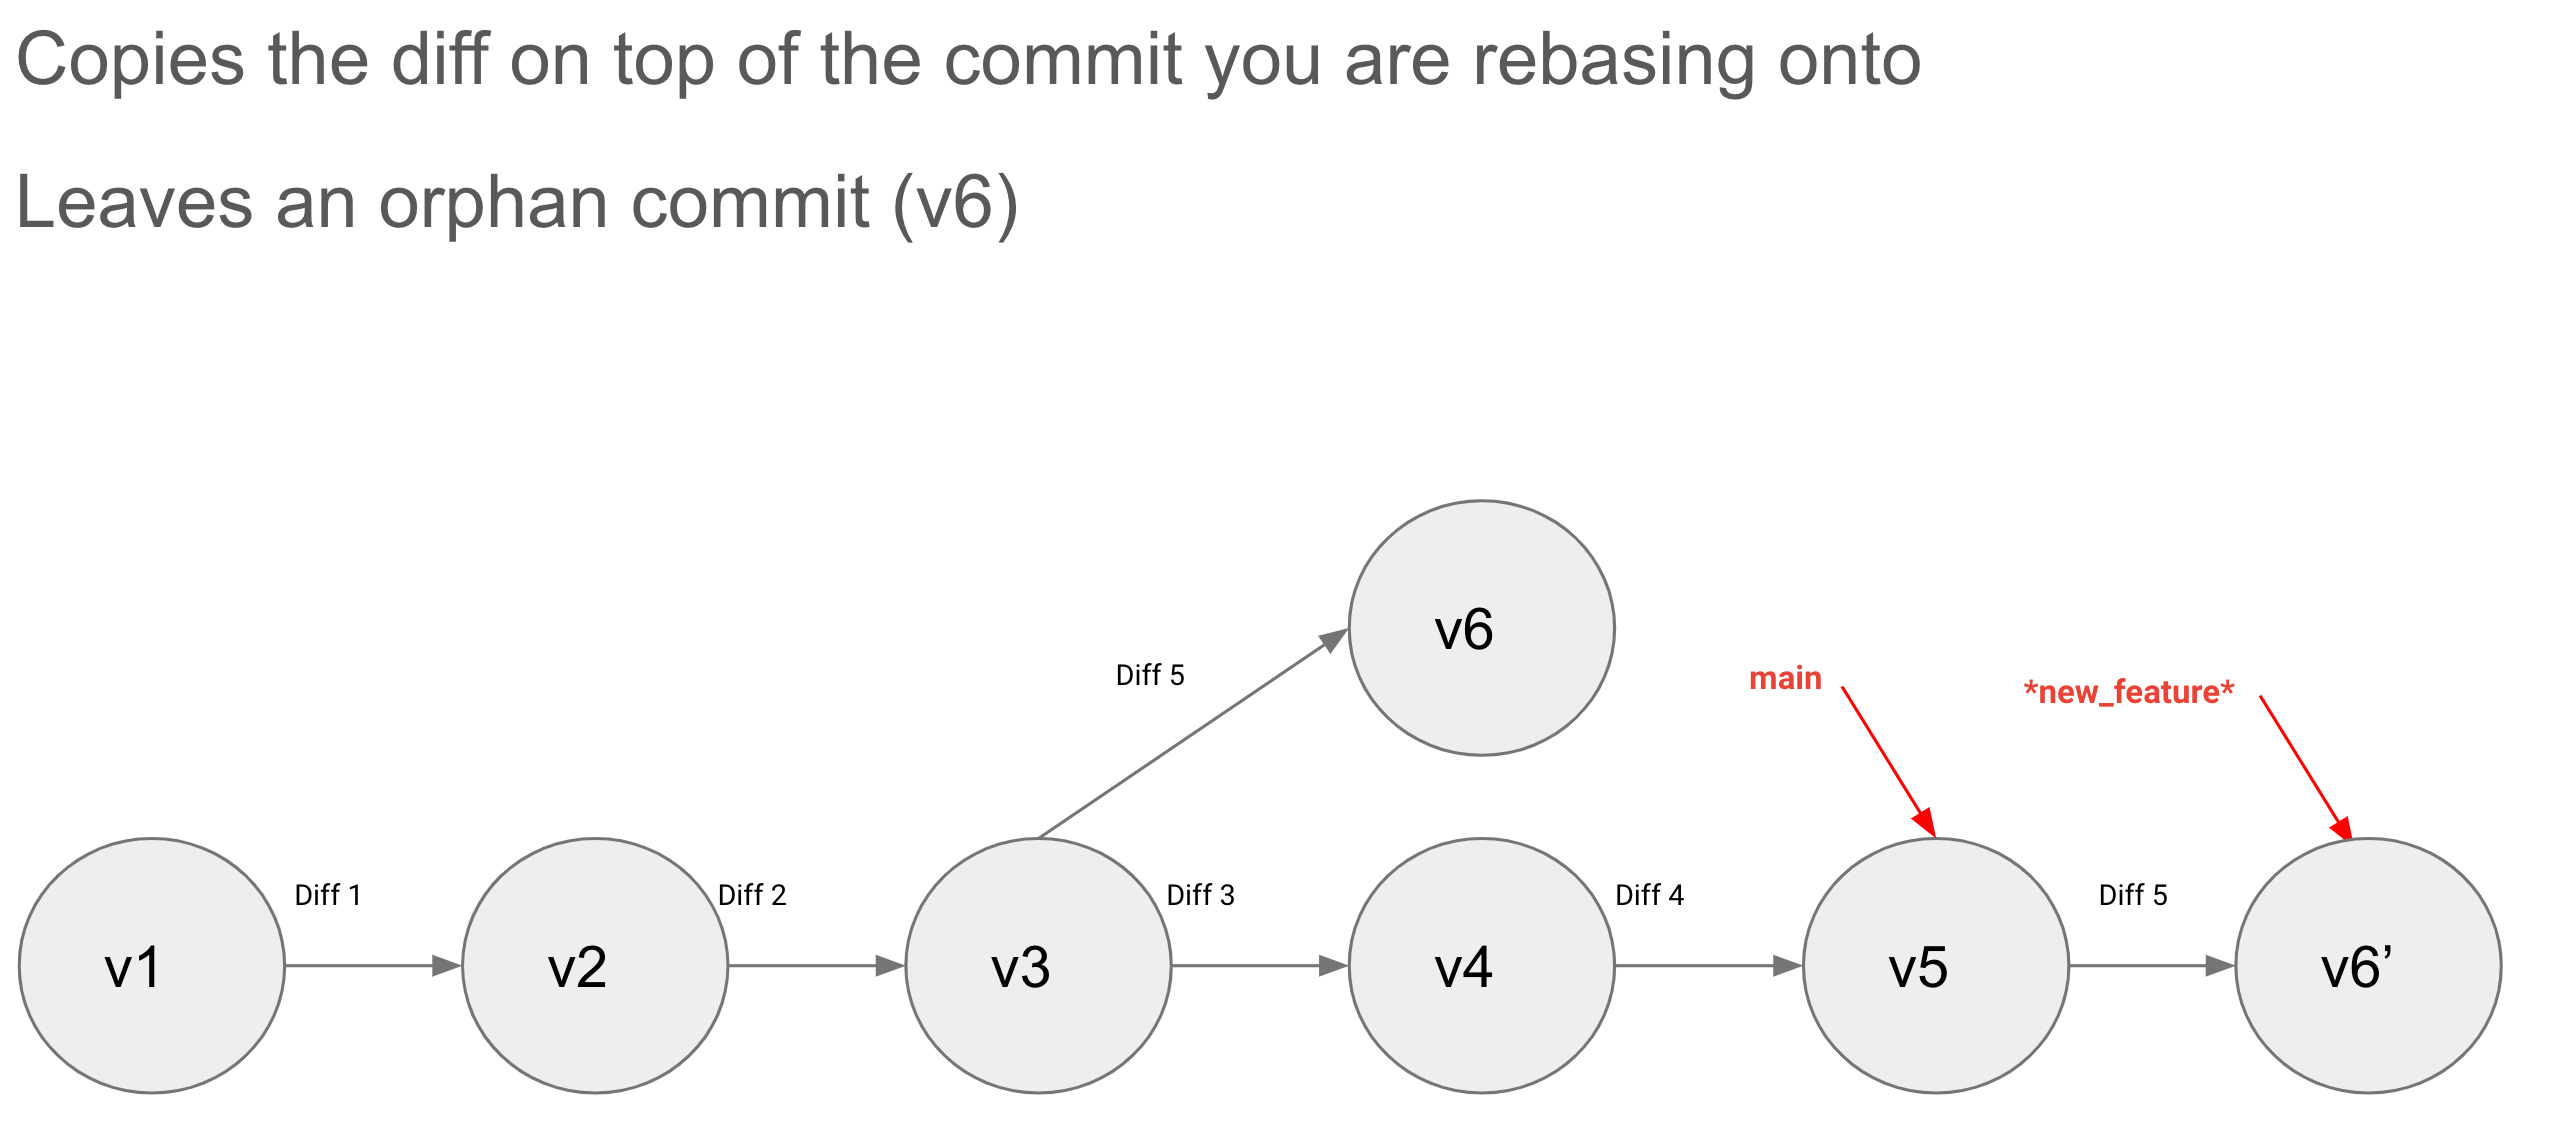 Copies the diff on top of the commit you are rebasing onto
Leaves an orphan commit (v6)
v6
Diff 5
main
*new_feature*
Diff 1
Diff 2
Diff 3
Diff 4
Diff 5
v1
v2
v3
v4
v5
v6’